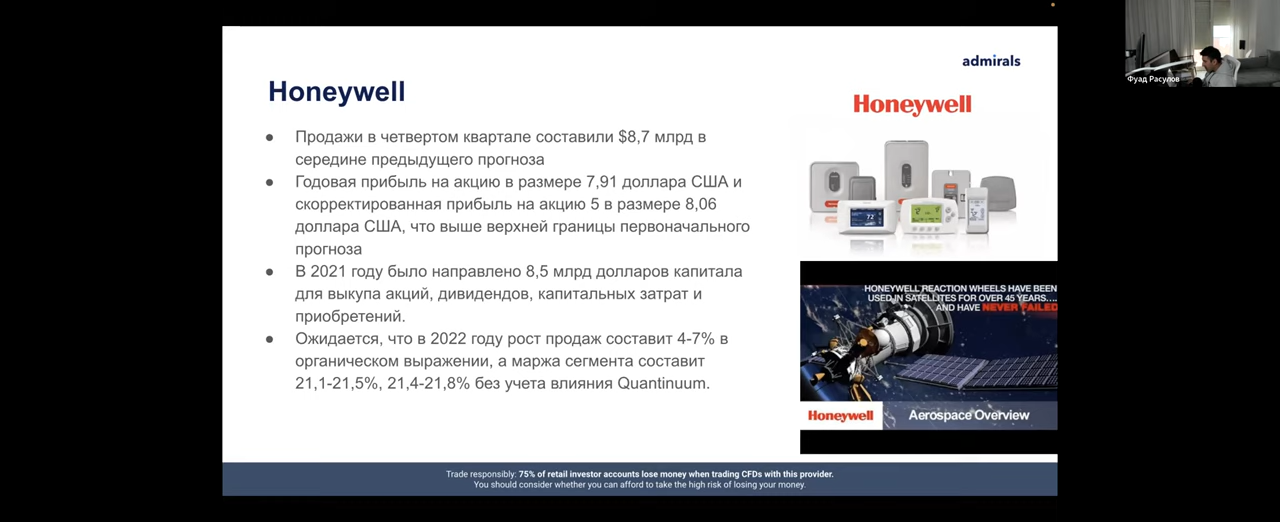 admirals
Фуад Расулов
Honeywell
Honeywell
● Продажи в четвертом квартале составили $8,7 млрд в
середине предыдущего прогноза
● Годовая прибыль на акцию в размере 7,91 доллара США и
скорректированная прибыль на акцию 5 в размере 8,06
доллара США, что выше верхней границы первоначального
прогноза
● В 2021 году было направлено 8,5 млрд долларов капитала
для выкупа акций, дивидендов, капитальных затрат и
приобретений.
● Ожидается, что в 2022 году рост продаж составит 4-7% в
органическом выражении, а маржа сегмента составит
21,1-21,5%, 21,4-21,8% без учета влияния Quantinuum.
HONEYWELL REACTION WHEELS HAVE BEEN
USED IN SATELLITES FOR OVER 45 YEARS....
AND HAVE NEVER FAILED
Honeywell
Aerospace Overview
Trade responsibly: 75% of retail investor accounts lose money when trading CFDs with this provider.
You should consider whether you can afford to take the high risk of losing your money.